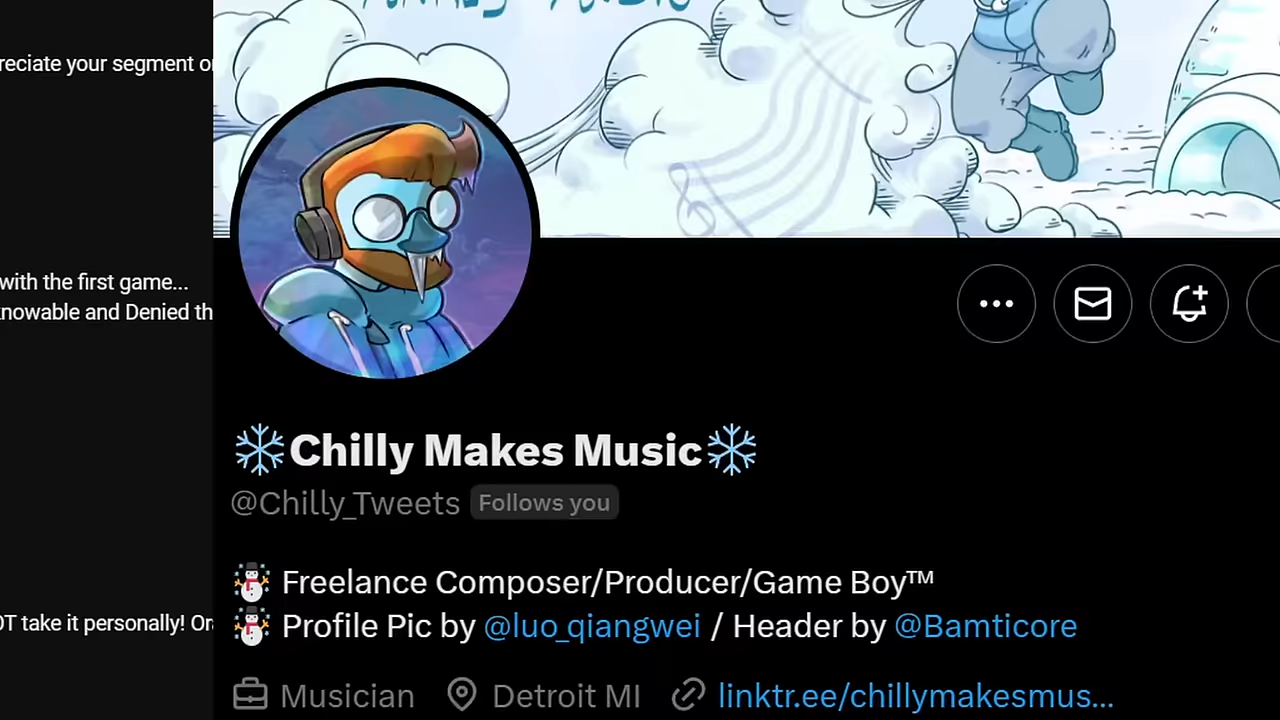 reciate your segment o
with the first game...
knowable and Denied th
OT take it personally! Or
❄️Chilly Makes Music❄️
@Chilly_Tweets Follows you
⛄ Freelance Composer/Producer/Game Boy™
⛄ Profile Pic by @luo_qiangwei / Header by @Bamticore
Musician Detroit MI linktr.ee/chillymakesmus...